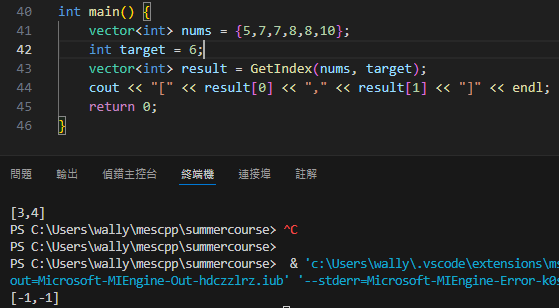 40 int main() {
41 vector<int> nums = {5,7,7,8,8,10};
42 int target = 6;
43 vector<int> result = GetIndex(nums, target);
44 cout << "[" << result[0] << "," << result[1] << "]" << endl;
45 return 0;
46 }
問題 輸出 偵錯主控台 終端機 連接埠 註解
[3,4]
PS C:\Users\wally\mescpp\summercourse> ^C
PS C:\Users\wally\mescpp\summercourse>
PS C:\Users\wally\mescpp\summercourse> & 'c:\Users\wally\.vscode\extensions\ms
out=Microsoft-MIEngine-Out-hdczzlrz.iub' '--stderr=Microsoft-MIEngine-Error-k0s
[-1,-1]